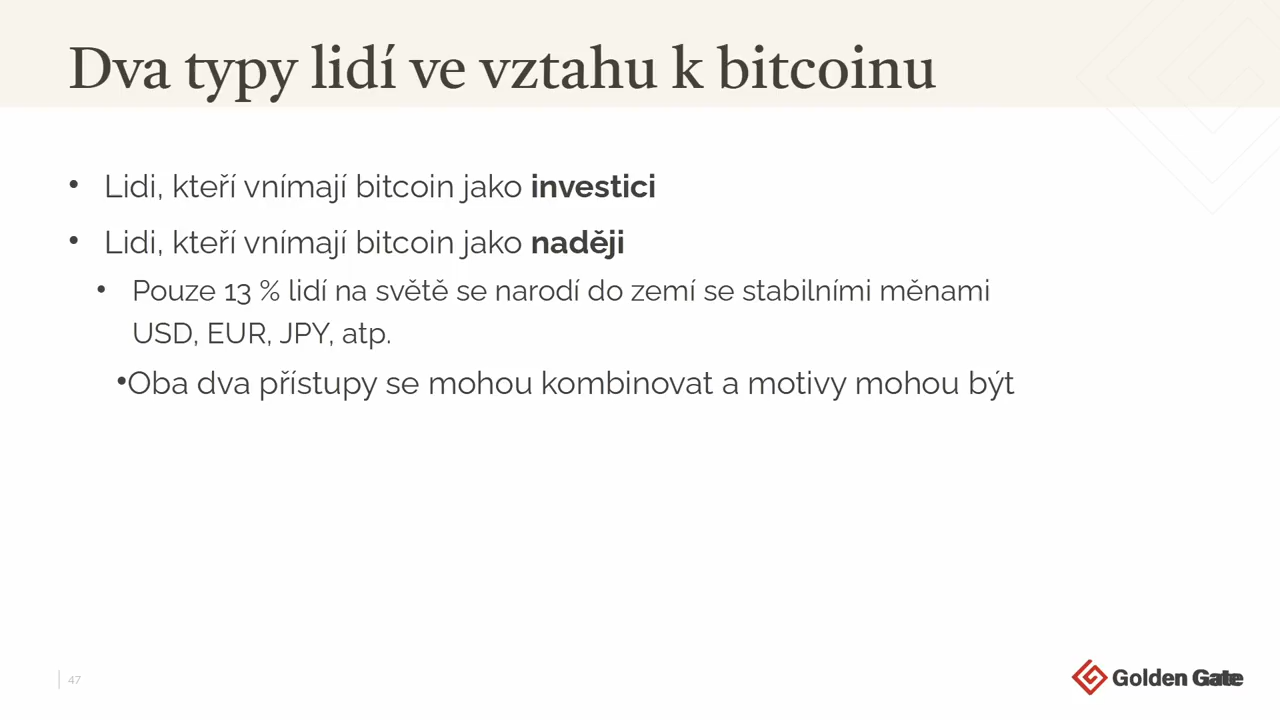 Dva typy lidí ve vztahu k bitcoinu
• Lidi, kteří vnímají bitcoin jako investici
• Lidi, kteří vnímají bitcoin jako naději
• Pouze 13 % lidí na světě se narodí do zemí se stabilními měnami
USD, EUR, JPY, atp.
•Oba dva přístupy se mohou kombinovat a motivy mohou být
47
Golden Gate